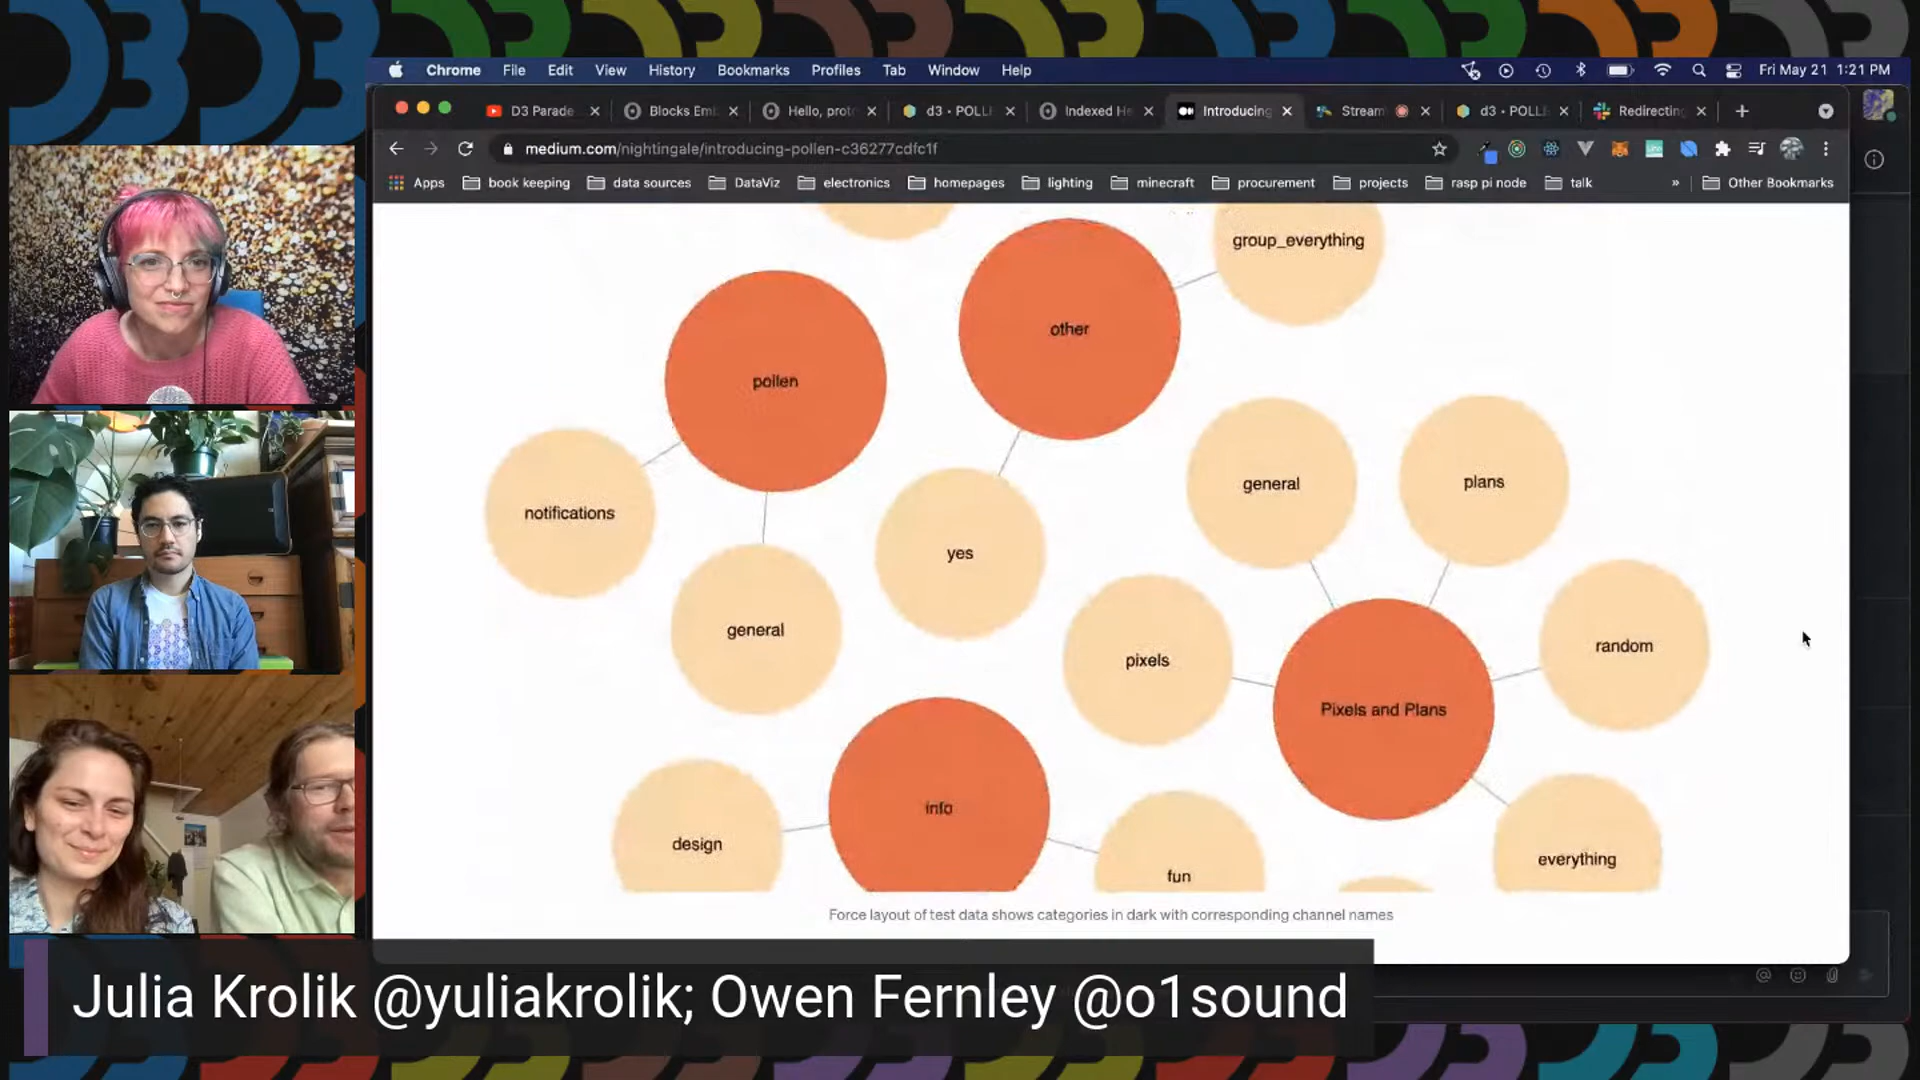 Chrome File Edit View History Bookmarks Profiles Tab Window Help Fri May 21 1:21 PM
D3 Parade Blocks Emb Hello, prot d3 • POLLE Indexed He Introducing Stream d3 • POLLE Redirecting
medium.com/nightingale/introducing-pollen-c36277cdfc1f
Apps book keeping data sources DataViz electronics homepages lighting minecraft procurement projects rasp pi node talk » Other Bookmarks
group_everything
other
pollen
general
plans
notifications
yes
general
random
pixels
Pixels and Plans
info
design
everything
fun
Force layout of test data shows categories in dark with corresponding channel names
Julia Krolik @yuliakrolik; Owen Fernley @o1sound